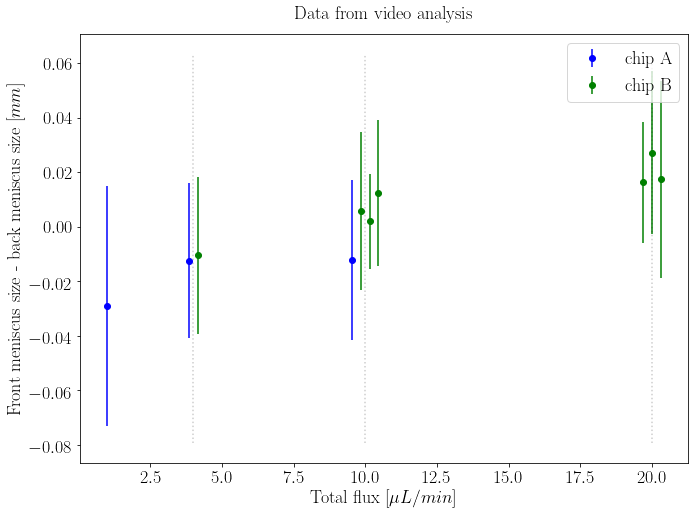 Data from video analysis
chip A
chip B
Front meniscus size - back meniscus size [mm]
0.06
0.04
0.02
0.00
−0.02
−0.04
−0.06
−0.08
2.5 5.0 7.5 10.0 12.5 15.0 17.5 20.0
Total flux [μL/min]